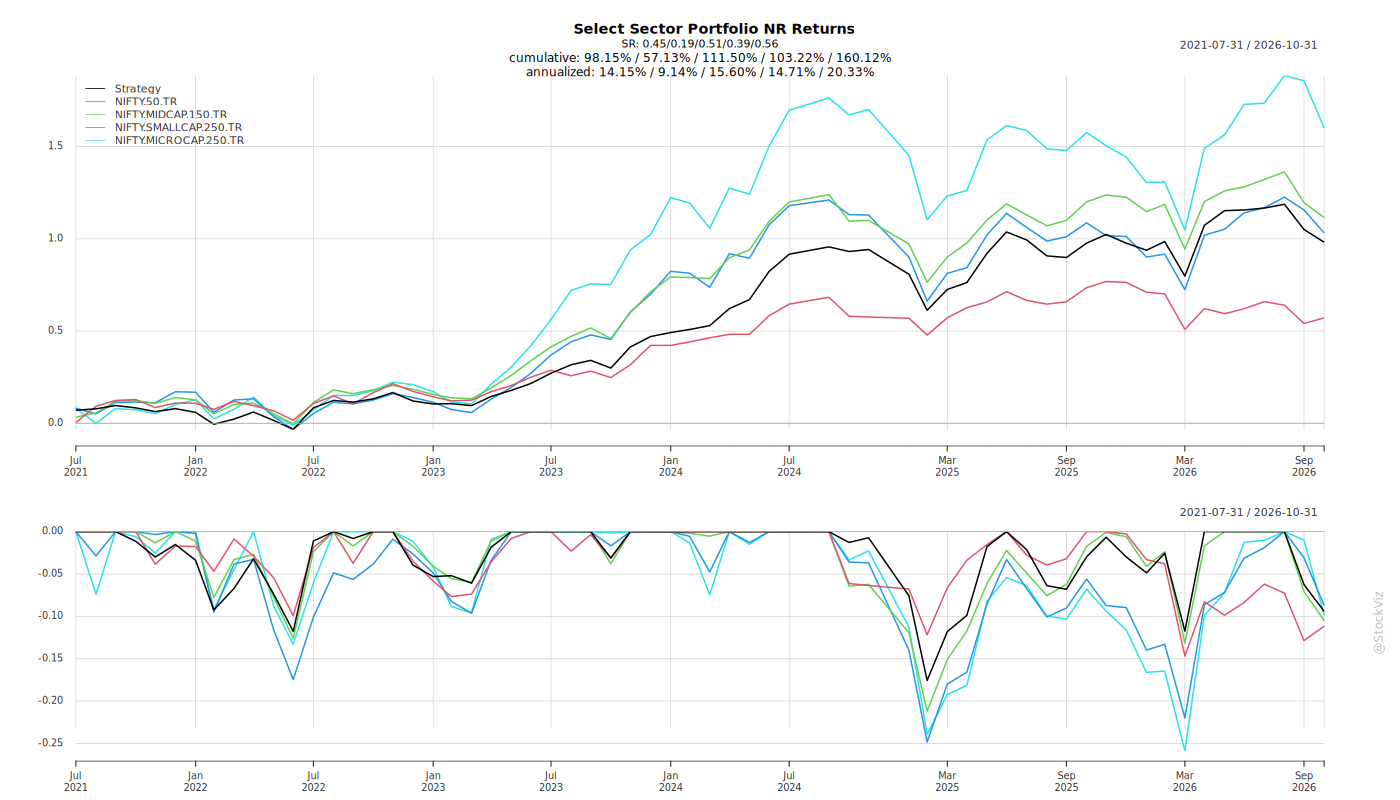 Select Sector Portfolio NR Returns
SR: 0.45/0.19/0.51/0.39/0.56
cumulative: 98.15% / 57.13% / 111.50% / 103.22% / 160.12%
annualized: 14.15% / 9.14% / 15.60% / 14.71% / 20.33%
2021-07-31 / 2026-10-31
Strategy
NIFTY.50.TR
NIFTY.MIDCAP.150.TR
NIFTY.SMALLCAP.250.TR
NIFTY.MICROCAP.250.TR
1.5
1.0
0.5
0.0
Jul Jan Jul Jan Jul Jan Jul Mar Sep Mar Sep
2021 2022 2022 2023 2023 2024 2024 2025 2025 2026 2026
2021-07-31 / 2026-10-31
0.00
-0.05
-0.10
-0.15
-0.20
-0.25
Jul Jan Jul Jan Jul Jan Jul Mar Sep Mar Sep
2021 2022 2022 2023 2023 2024 2024 2025 2025 2026 2026
@StockViz